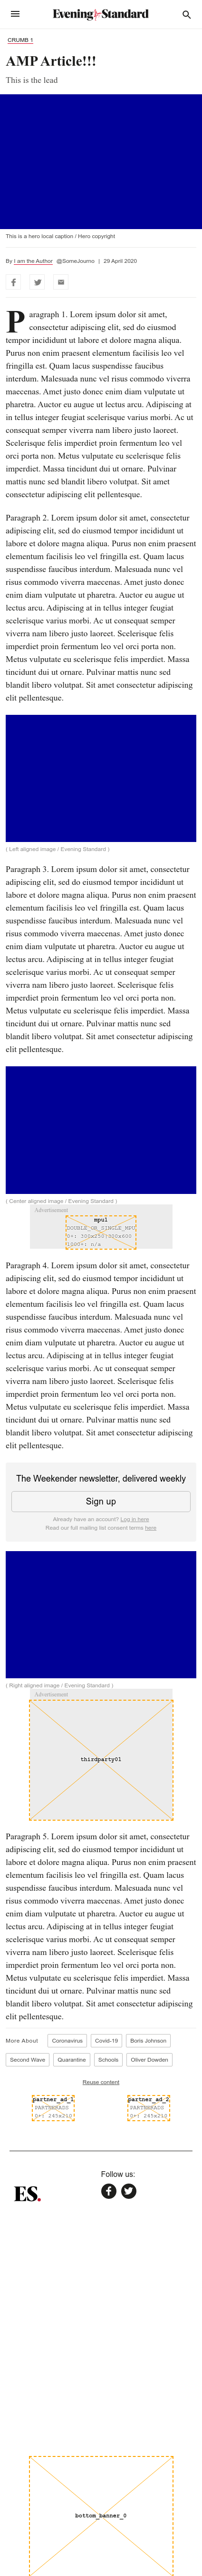 Evening Standard
CRUMB 1
AMP Article!!!
This is the lead
This is a hero local caption / Hero copyright
By I am the Author @SomeJourno | 29 April 2020
Paragraph 1. Lorem ipsum dolor sit amet,
consectetur adipiscing elit, sed do eiusmod
tempor incididunt ut labore et dolore magna aliqua.
Purus non enim praesent elementum facilisis leo vel
fringilla est. Quam lacus suspendisse faucibus
interdum. Malesuada nunc vel risus commodo viverra
maecenas. Amet justo donec enim diam vulputate ut
pharetra. Auctor eu augue ut lectus arcu. Adipiscing at
in tellus integer feugiat scelerisque varius morbi. Ac ut
consequat semper viverra nam libero justo laoreet.
Scelerisque felis imperdiet proin fermentum leo vel
orci porta non. Metus vulputate eu scelerisque felis
imperdiet. Massa tincidunt dui ut ornare. Pulvinar
mattis nunc sed blandit libero volutpat. Sit amet
consectetur adipiscing elit pellentesque.
Paragraph 2. Lorem ipsum dolor sit amet, consectetur
adipiscing elit, sed do eiusmod tempor incididunt ut
labore et dolore magna aliqua. Purus non enim praesent
elementum facilisis leo vel fringilla est. Quam lacus
suspendisse faucibus interdum. Malesuada nunc vel
risus commodo viverra maecenas. Amet justo donec
enim diam vulputate ut pharetra. Auctor eu augue ut
lectus arcu. Adipiscing at in tellus integer feugiat
scelerisque varius morbi. Ac ut consequat semper
viverra nam libero justo laoreet. Scelerisque felis
imperdiet proin fermentum leo vel orci porta non.
Metus vulputate eu scelerisque felis imperdiet. Massa
tincidunt dui ut ornare. Pulvinar mattis nunc sed
blandit libero volutpat. Sit amet consectetur adipiscing
elit pellentesque.
( Left aligned image / Evening Standard )
Paragraph 3. Lorem ipsum dolor sit amet, consectetur
adipiscing elit, sed do eiusmod tempor incididunt ut
labore et dolore magna aliqua. Purus non enim praesent
elementum facilisis leo vel fringilla est. Quam lacus
suspendisse faucibus interdum. Malesuada nunc vel
risus commodo viverra maecenas. Amet justo donec
enim diam vulputate ut pharetra. Auctor eu augue ut
lectus arcu. Adipiscing at in tellus integer feugiat
scelerisque varius morbi. Ac ut consequat semper
viverra nam libero justo laoreet. Scelerisque felis
imperdiet proin fermentum leo vel orci porta non.
Metus vulputate eu scelerisque felis imperdiet. Massa
tincidunt dui ut ornare. Pulvinar mattis nunc sed
blandit libero volutpat. Sit amet consectetur adipiscing
elit pellentesque.
( Center aligned image / Evening Standard )
Advertisement
mpu1
DOUBLE_OR_SINGLE_MPU
0+: 300x250|300x600
1000+: n/a
Paragraph 4. Lorem ipsum dolor sit amet, consectetur
adipiscing elit, sed do eiusmod tempor incididunt ut
labore et dolore magna aliqua. Purus non enim praesent
elementum facilisis leo vel fringilla est. Quam lacus
suspendisse faucibus interdum. Malesuada nunc vel
risus commodo viverra maecenas. Amet justo donec
enim diam vulputate ut pharetra. Auctor eu augue ut
lectus arcu. Adipiscing at in tellus integer feugiat
scelerisque varius morbi. Ac ut consequat semper
viverra nam libero justo laoreet. Scelerisque felis
imperdiet proin fermentum leo vel orci porta non.
Metus vulputate eu scelerisque felis imperdiet. Massa
tincidunt dui ut ornare. Pulvinar mattis nunc sed
blandit libero volutpat. Sit amet consectetur adipiscing
elit pellentesque.
The Weekender newsletter, delivered weekly
Sign up
Already have an account? Log in here
Read our full mailing list consent terms here
( Right aligned image / Evening Standard )
Advertisement
thirdparty01
Paragraph 5. Lorem ipsum dolor sit amet, consectetur
adipiscing elit, sed do eiusmod tempor incididunt ut
labore et dolore magna aliqua. Purus non enim praesent
elementum facilisis leo vel fringilla est. Quam lacus
suspendisse faucibus interdum. Malesuada nunc vel
risus commodo viverra maecenas. Amet justo donec
enim diam vulputate ut pharetra. Auctor eu augue ut
lectus arcu. Adipiscing at in tellus integer feugiat
scelerisque varius morbi. Ac ut consequat semper
viverra nam libero justo laoreet. Scelerisque felis
imperdiet proin fermentum leo vel orci porta non.
Metus vulputate eu scelerisque felis imperdiet. Massa
tincidunt dui ut ornare. Pulvinar mattis nunc sed
blandit libero volutpat. Sit amet consectetur adipiscing
elit pellentesque.
More About Coronavirus Covid-19 Boris Johnson
Second Wave Quarantine Schools Oliver Dowden
Reuse content
partner_ad_1 partner_ad_2
PARTNERADS PARTNERADS
0+: 245x210 0+: 245x210
Follow us:
ES.
bottom_banner_0